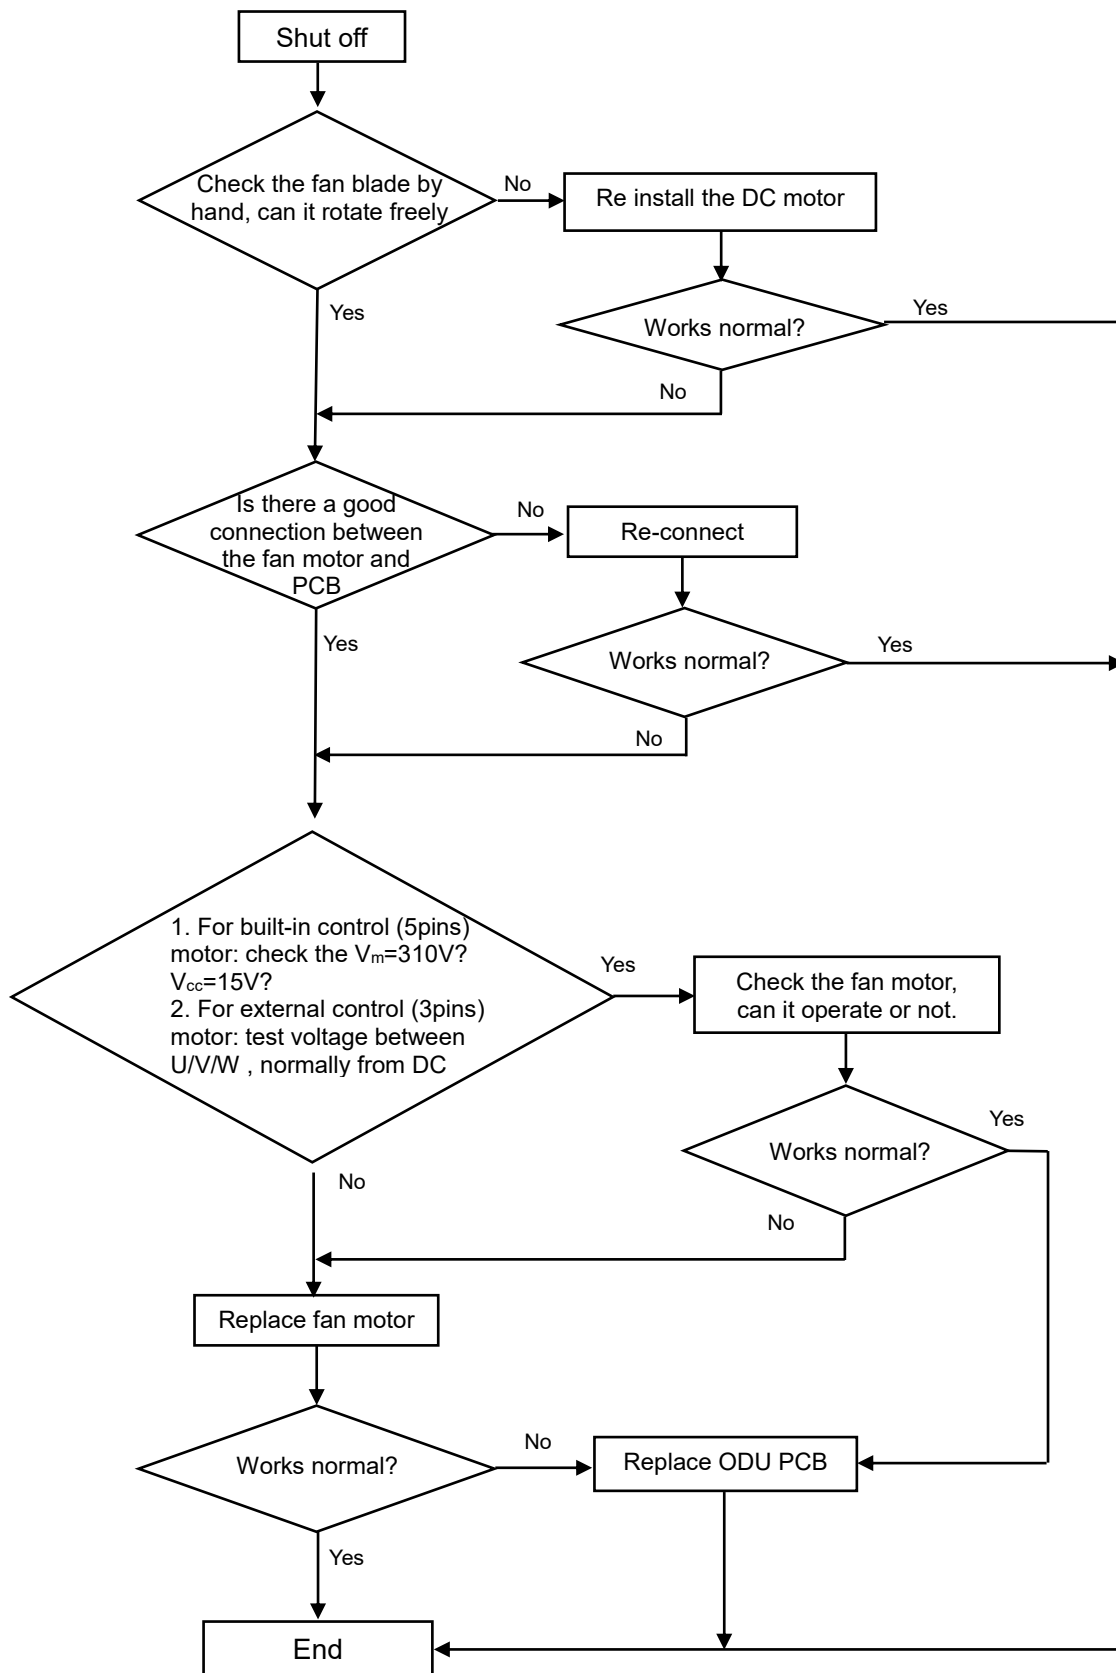 Shut off
Check the fan blade by
hand, can it rotate freely
No
Re install the DC motor
Yes
Works normal?
Yes
No
Is there a good
connection between
the fan motor and
PCB
No
Re-connect
Yes
Works normal?
Yes
No
1. For built-in control (5pins)
motor: check the Vm=310V?
Vcc=15V?
2. For external control (3pins)
motor: test voltage between
U/V/W , normally from DC
Yes
Check the fan motor,
can it operate or not.
Works normal?
Yes
No
No
Replace fan motor
Works normal?
No
Replace ODU PCB
Yes
End